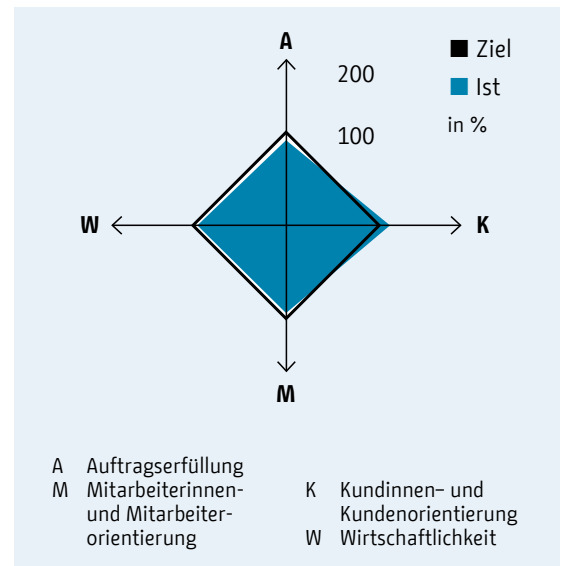 A
200
100
Ziel
Ist
in %
W
K
M
A Auftragserfüllung
M Mitarbeiterinnen-
und Mitarbeiter-
orientierung
K Kundinnen– und
Kundenorientierung
W Wirtschaftlichkeit